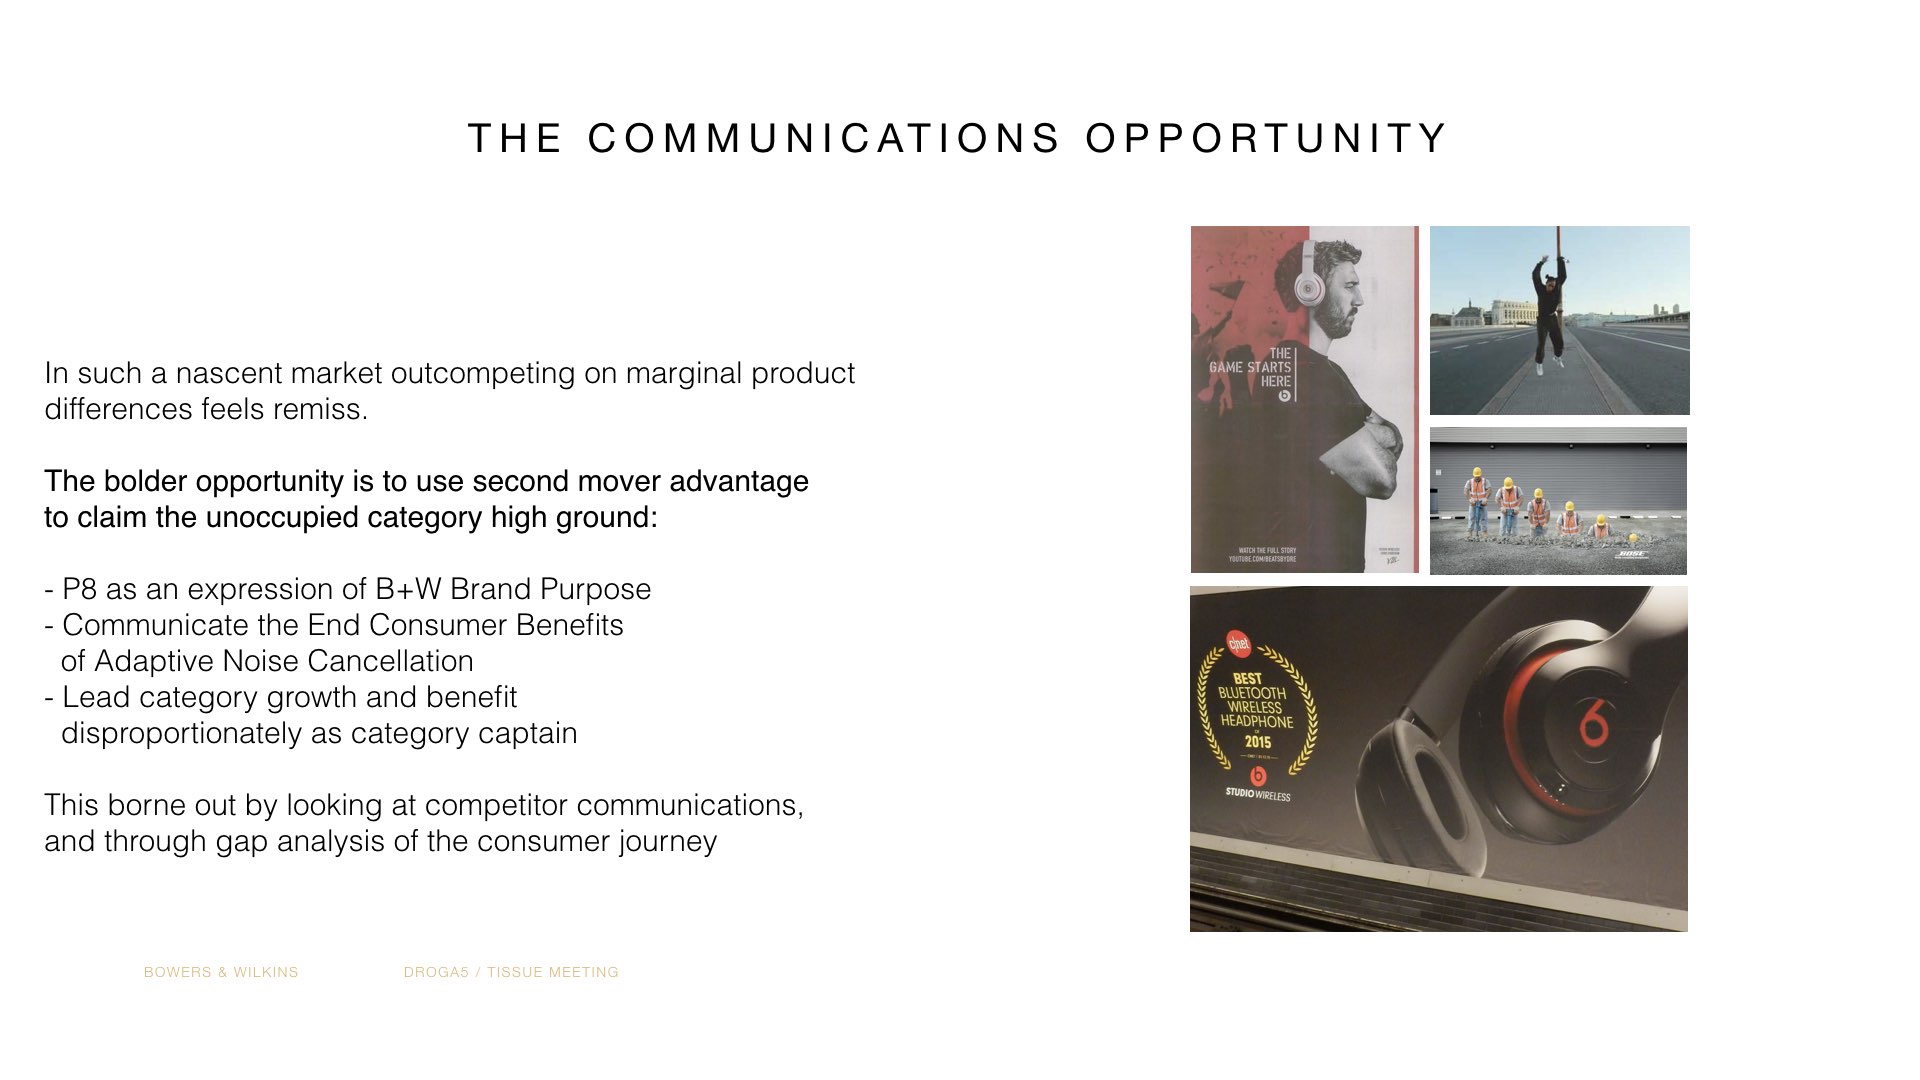 THE COMMUNICATIONS OPPORTUNITY
In such a nascent market outcompeting on marginal product
differences feels remiss.
The bolder opportunity is to use second mover advantage
to claim the unoccupied category high ground:
- P8 as an expression of B+W Brand Purpose
- Communicate the End Consumer Benefits
of Adaptive Noise Cancellation
- Lead category growth and benefit
disproportionately as category captain
This borne out by looking at competitor communications,
and through gap analysis of the consumer journey
THE
GAME STARTS
HERE
WATCH THE FULL STORY
YOUTUBE.COM/BEATSBYDRE
BOSE
c|net
BEST
BLUETOOTH
WIRELESS
HEADPHONE
OF
2015
STUDIO WIRELESS
BOWERS & WILKINS
DROGA5 / TISSUE MEETING